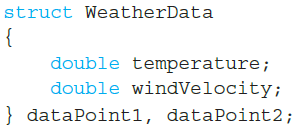 struct WeatherData
{
    double temperature;
    double windVelocity;
} dataPoint1, dataPoint2;